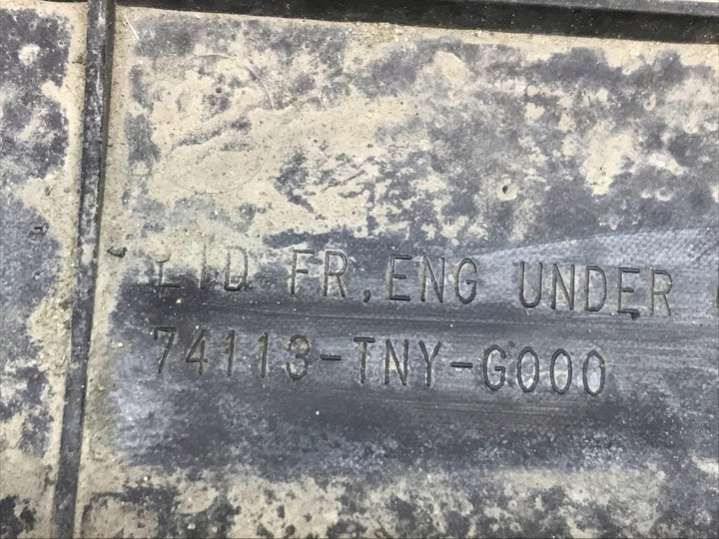 LID FR,ENG UNDER
74113-TNY-G000